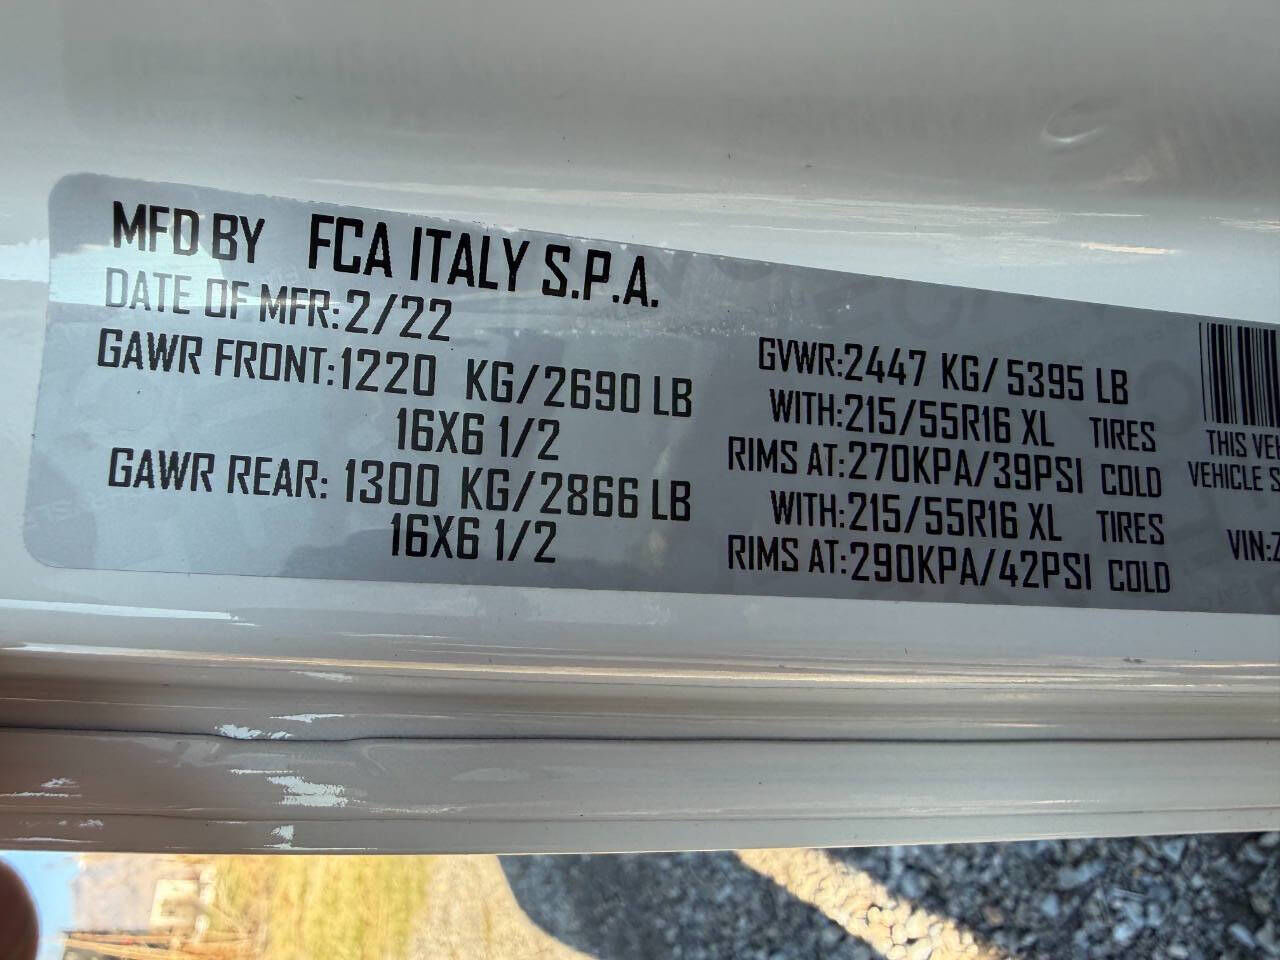 MFD BY FCA ITALY S.P.A.
DATE OF MFR:2/22
GAWR FRONT:1220 KG/2690 LB
16X6 1/2
GAWR REAR: 1300 KG/2866 LB
16X6 1/2
GVWR:2447 KG/5395 LB
WITH:215/55R16 XL TIRES
RIMS AT:270KPA/39PSI COLD
WITH:215/55R16 XL TIRES
RIMS AT:290KPA/42PSI COLD
THIS
VEHICLE
VIN:Z